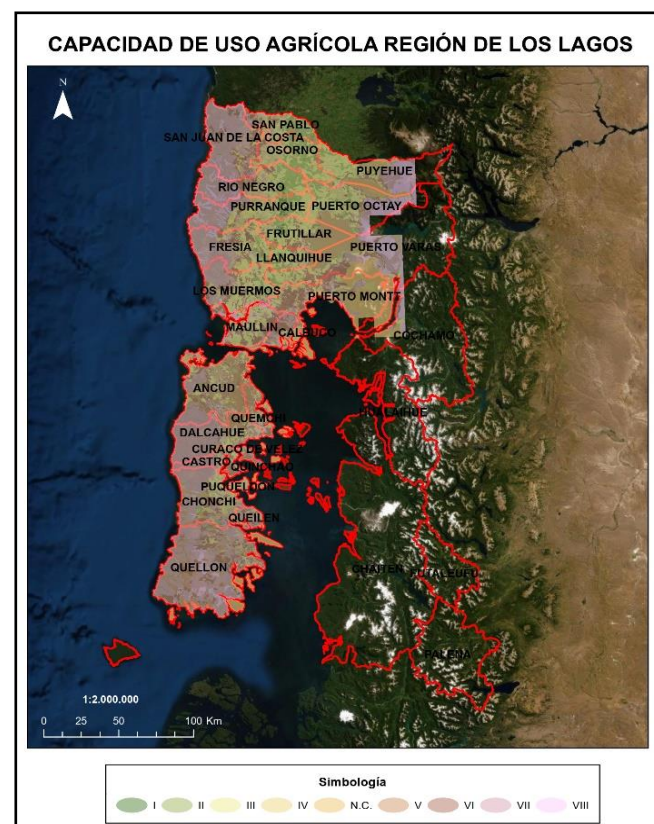 CAPACIDAD DE USO AGRÍCOLA REGIÓN DE LOS LAGOS
N
SAN PABLO
SAN JUAN DE LA COSTA
OSORNO
PUYEHUE
RIO NEGRO
PURRANQUE
PUERTO OCTAY
FRUTILLAR
FRESIA
PUERTO VARAS
LLANQUIHUE
LOS MUERMOS
PUERTO MONTT
MAULLIN
CALBUCO
COCHAMO
ANCUD
HUALAIHUE
QUEMCHI
DALCAHUE
CURACO DE VELEZ
CASTRO
QUINCHAO
PUQUELDON
CHONCHI
QUEILEN
QUELLON
CHAITEN
FUTALEUFU
PALENA
1:2.000.000
0 25 50 100 Km
Simbología
I II III IV N.C. V VI VII VIII